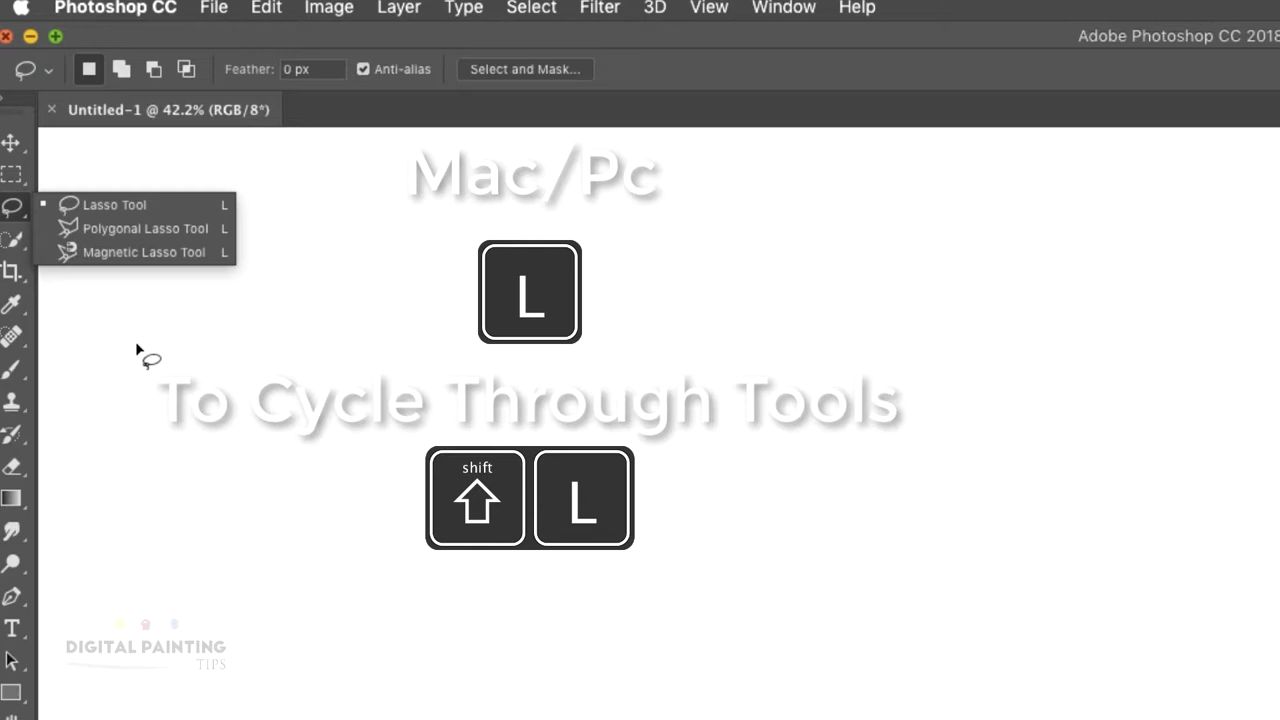 Photoshop CC File Edit Image Layer Type Select Filter 3D View Window Help
Adobe Photoshop CC 2018
Feather: 0 px Anti-alias Select and Mask...
Untitled-1 @ 42.2% (RGB/8*)
Mac/Pc
Lasso Tool L
Polygonal Lasso Tool L
Magnetic Lasso Tool L
L
To Cycle Through Tools
shift
L
DIGITAL PAINTING
TIPS